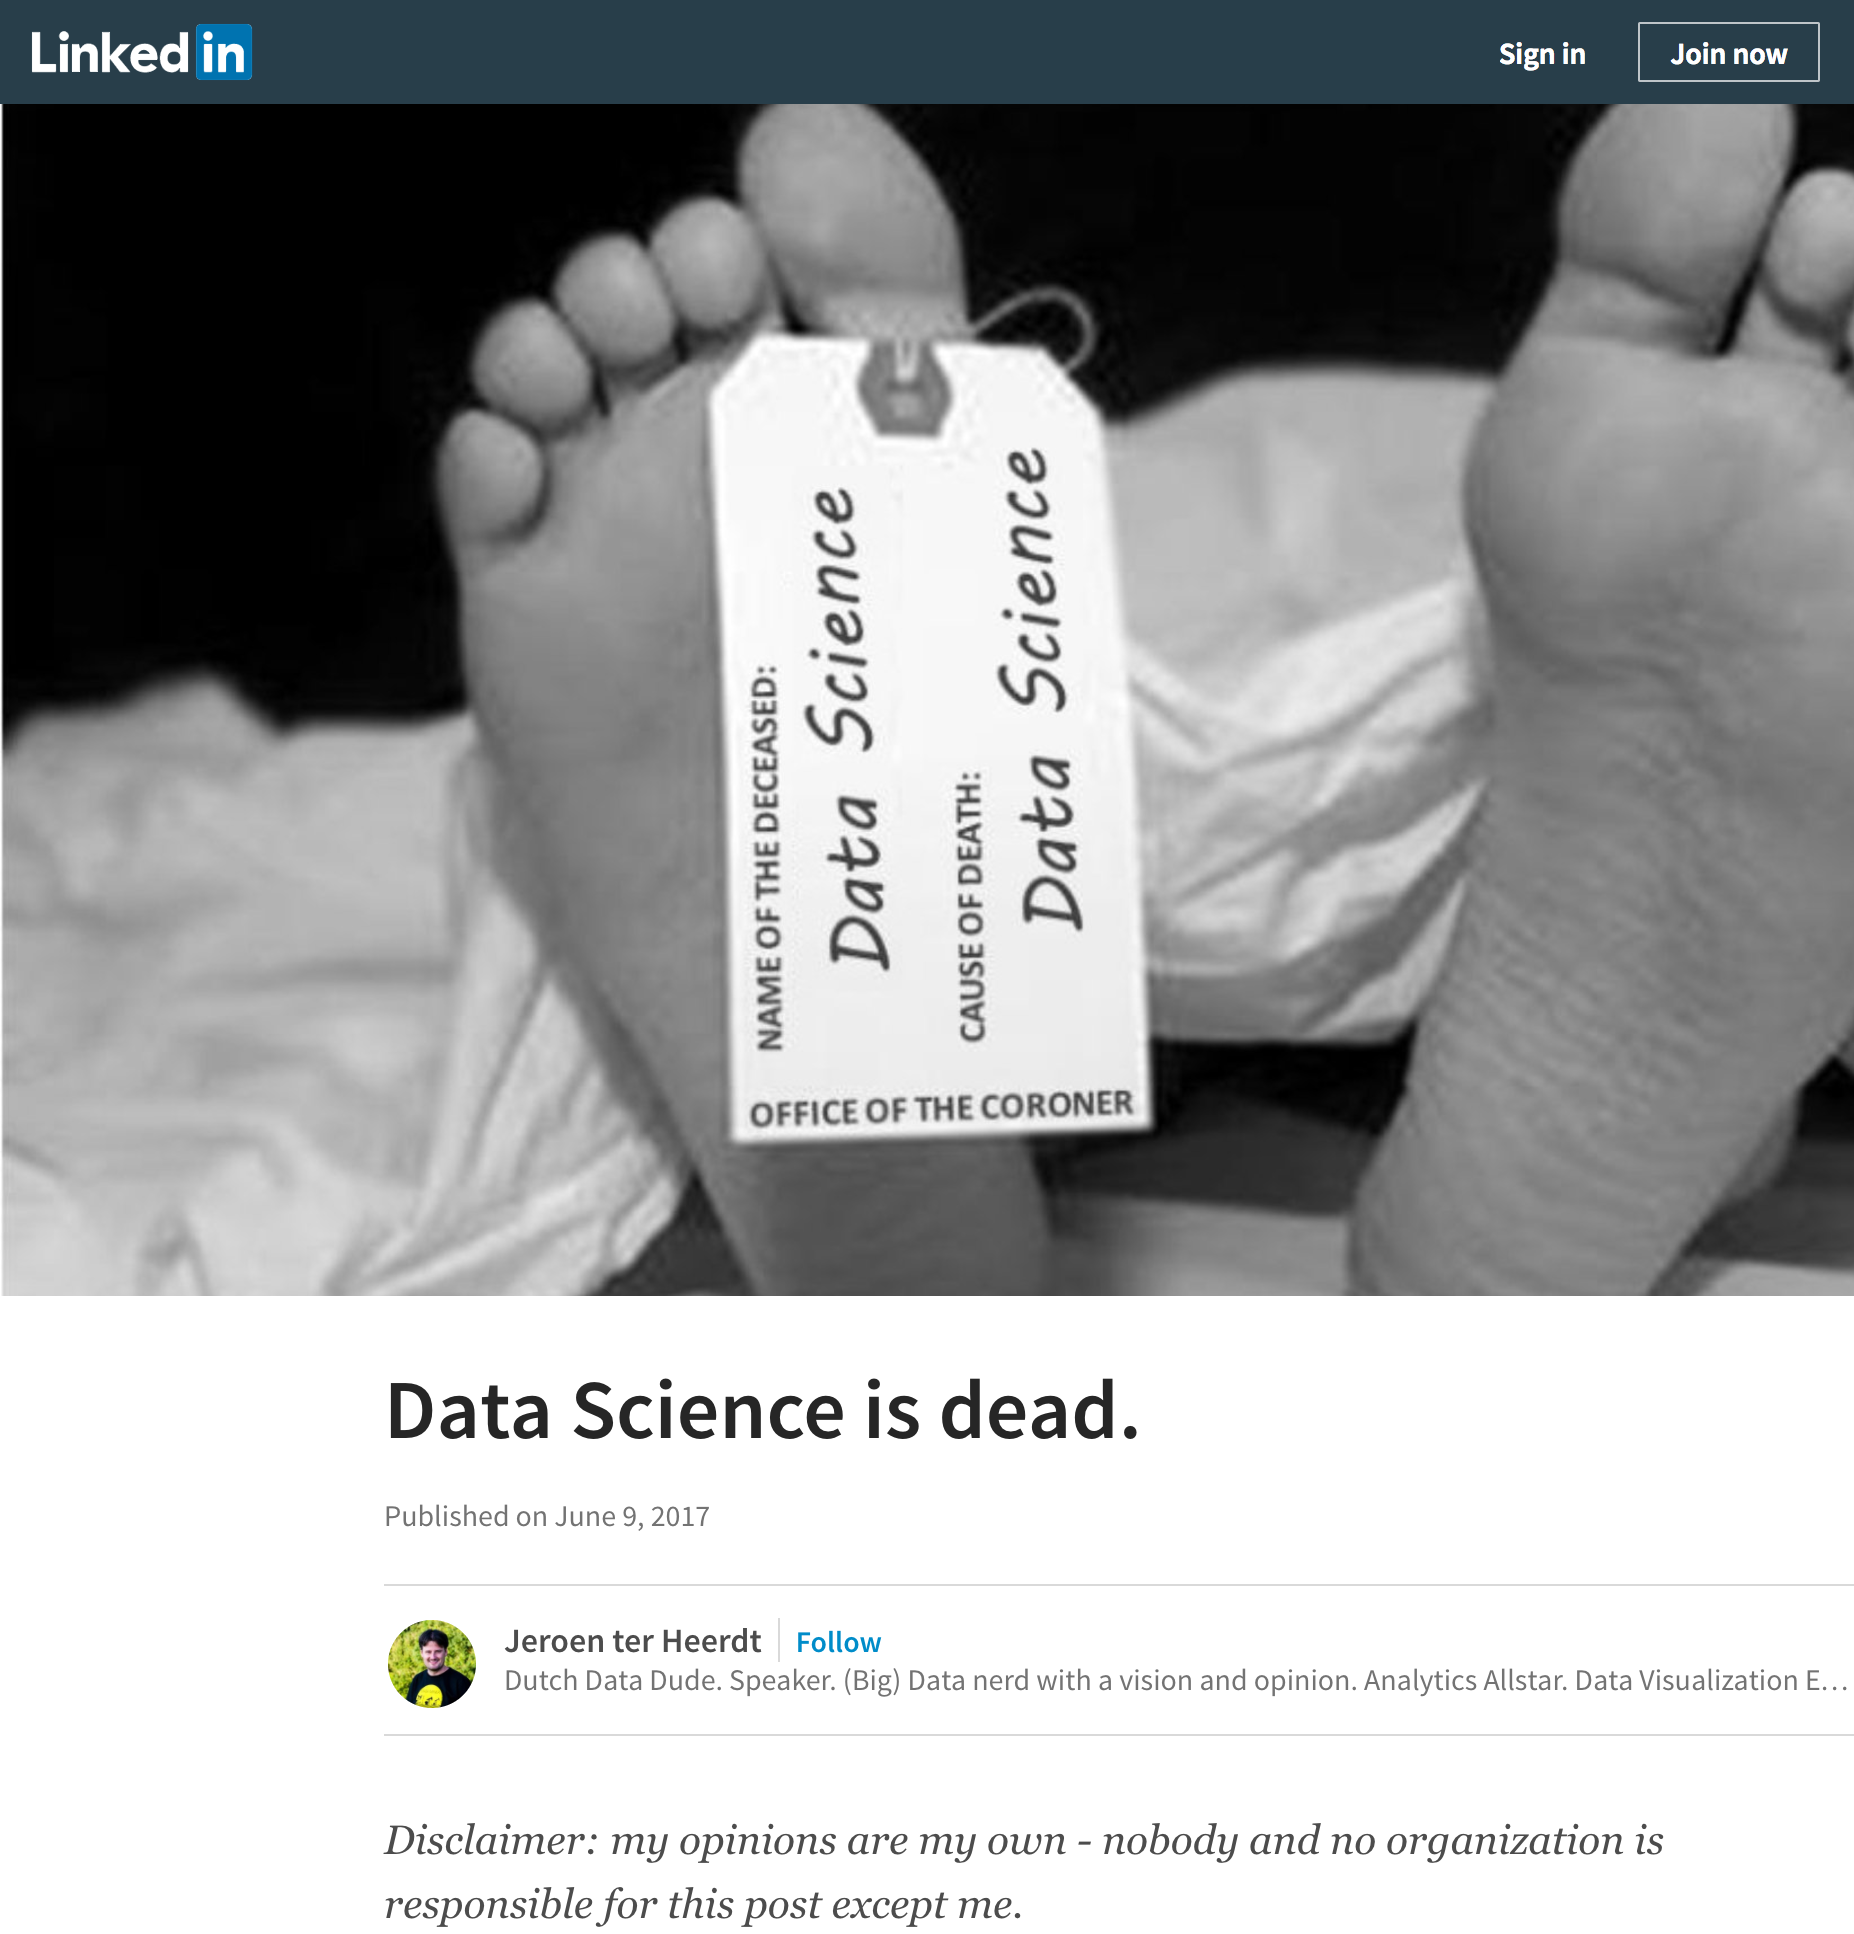 Linked in
Sign in
Join now
NAME OF THE DECEASED:
Data Science
CAUSE OF DEATH:
Data Science
OFFICE OF THE CORONER
Data Science is dead.
Published on June 9, 2017
Jeroen ter Heerdt
Follow
Dutch Data Dude. Speaker. (Big) Data nerd with a vision and opinion. Analytics Allstar. Data Visualization E…
Disclaimer: my opinions are my own - nobody and no organization is
responsible for this post except me.